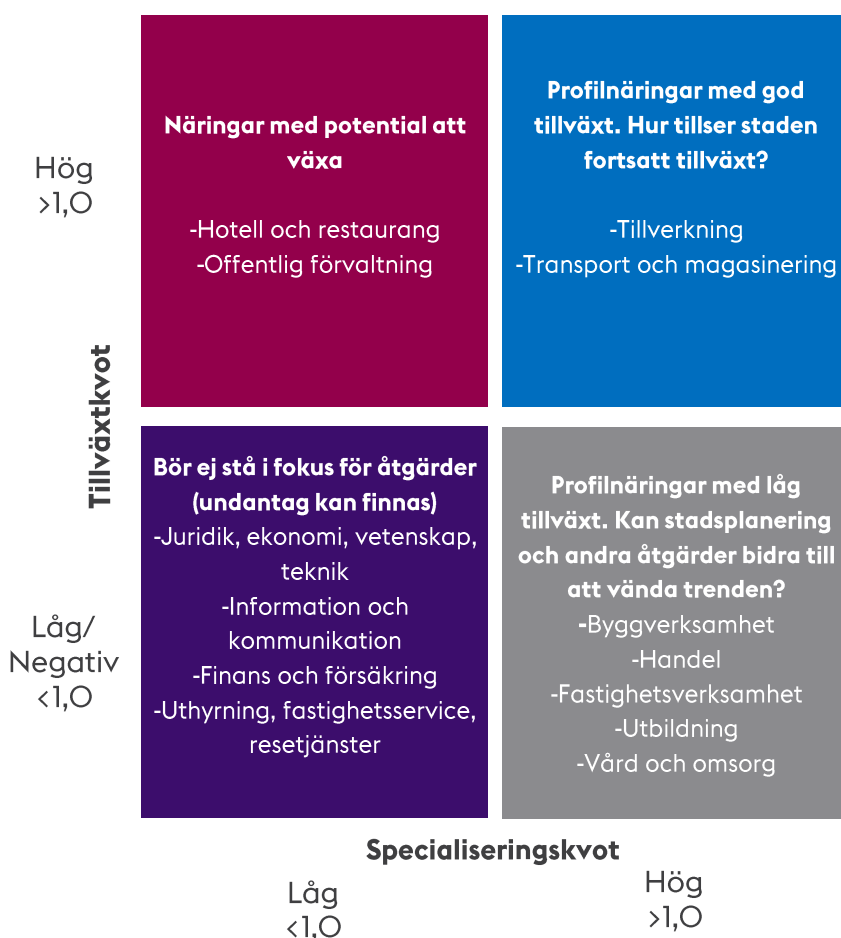 Näringar med potential att
växa
-Hotell och restaurang
-Offentlig förvaltning
Profilnäringar med god
tillväxt. Hur tillser staden
fortsatt tillväxt?
-Tillverkning
-Transport och magasinering
Hög
>1,0
Tillväxtkvot
Bör ej stå i fokus för åtgärder
(undantag kan finnas)
-Juridik, ekonomi, vetenskap,
teknik
-Information och
kommunikation
-Finans och försäkring
-Uthyrning, fastighetsservice,
resetjänster
Profilnäringar med låg
tillväxt. Kan stadsplanering
och andra åtgärder bidra till
att vända trenden?
-Byggverksamhet
-Handel
-Fastighetsverksamhet
-Utbildning
-Vård och omsorg
Låg/
Negativ
<1,0
Specialiseringskvot
Låg
<1,0
Hög
>1,0